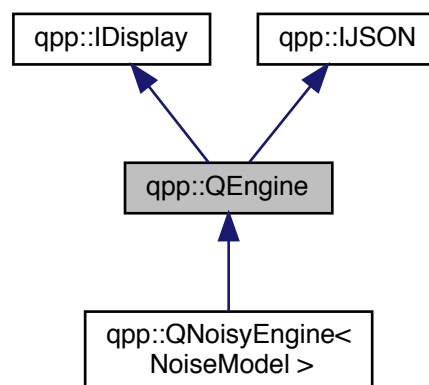 qpp::IDisplay
qpp::IJSON
qpp::QEngine
qpp::QNoisyEngine<
NoiseModel >